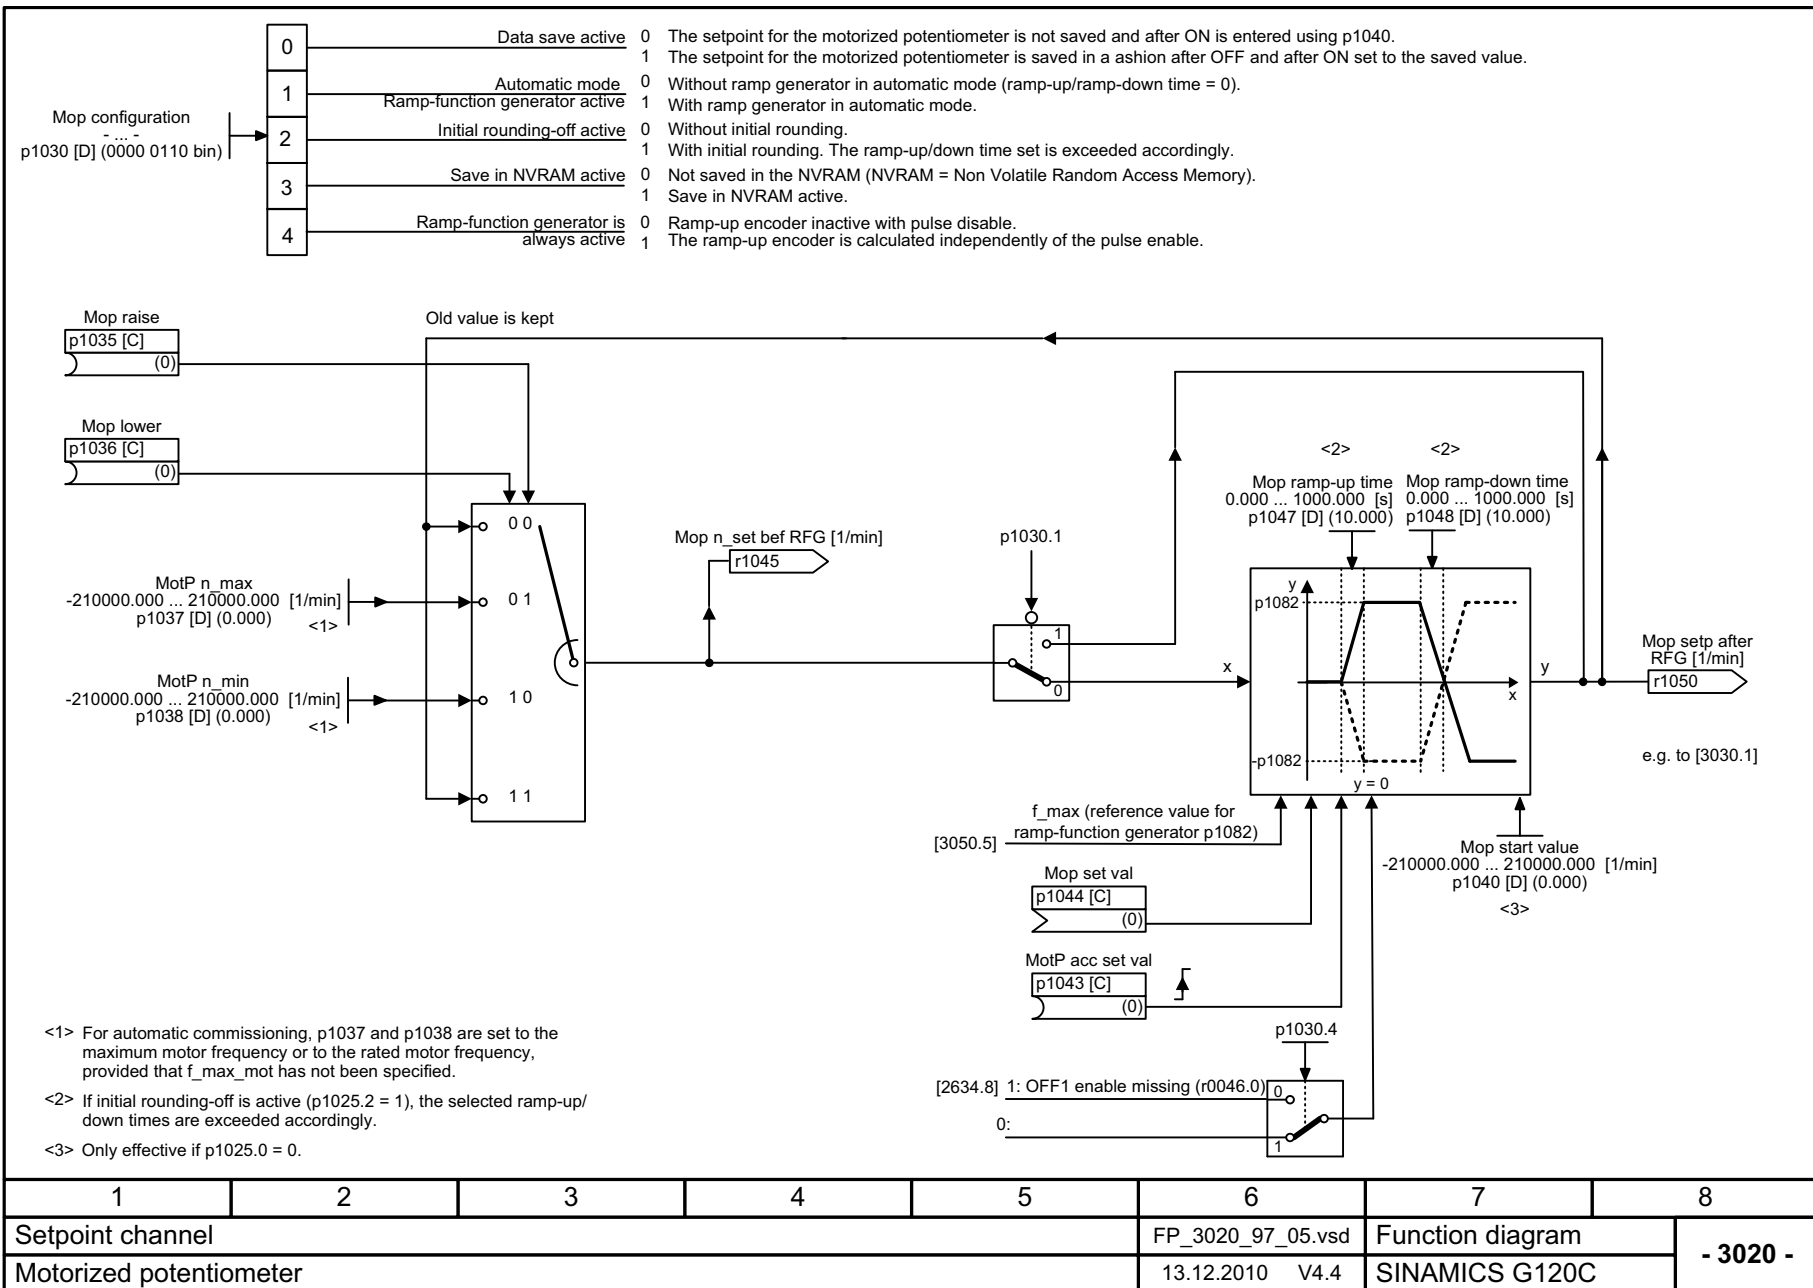 0
Data save active 0 The setpoint for the motorized potentiometer is not saved and after ON is entered using p1040.
1 The setpoint for the motorized potentiometer is saved in a ashion after OFF and after ON set to the saved value.
1
Automatic mode 0 Without ramp generator in automatic mode (ramp-up/ramp-down time = 0).
Ramp-function generator active 1 With ramp generator in automatic mode.
Mop configuration
- ... -
p1030 [D] (0000 0110 bin)
2
Initial rounding-off active 0 Without initial rounding.
1 With initial rounding. The ramp-up/down time set is exceeded accordingly.
3
Save in NVRAM active 0 Not saved in the NVRAM (NVRAM = Non Volatile Random Access Memory).
1 Save in NVRAM active.
4
Ramp-function generator is 0 Ramp-up encoder inactive with pulse disable.
always active 1 The ramp-up encoder is calculated independently of the pulse enable.
Mop raise
p1035 [C]
(0)
Old value is kept
Mop lower
p1036 [C]
(0)
0 0
0 1
1 0
1 1
MotP n_max
-210000.000 ... 210000.000 [1/min]
p1037 [D] (0.000)
<1>
MotP n_min
-210000.000 ... 210000.000 [1/min]
p1038 [D] (0.000)
<1>
Mop n_set bef RFG [1/min]
r1045
p1030.1
1
0
<2>
<2>
Mop ramp-up time
0.000 ... 1000.000 [s]
p1047 [D] (10.000)
Mop ramp-down time
0.000 ... 1000.000 [s]
p1048 [D] (10.000)
x
y
p1082
-p1082
x
y = 0
y
Mop setp after
RFG [1/min]
r1050
e.g. to [3030.1]
f_max (reference value for
ramp-function generator p1082)
[3050.5]
Mop start value
-210000.000 ... 210000.000 [1/min]
p1040 [D] (0.000)
<3>
Mop set val
p1044 [C]
(0)
MotP acc set val
p1043 [C]
(0)
p1030.4
[2634.8] 1: OFF1 enable missing (r0046.0)
0
0:
1
<1> For automatic commissioning, p1037 and p1038 are set to the
maximum motor frequency or to the rated motor frequency,
provided that f_max_mot has not been specified.
<2> If initial rounding-off is active (p1025.2 = 1), the selected ramp-up/
down times are exceeded accordingly.
<3> Only effective if p1025.0 = 0.
1 2 3 4 5 6 7 8
Setpoint channel FP_3020_97_05.vsd Function diagram
- 3020 -
Motorized potentiometer 13.12.2010 V4.4 SINAMICS G120C